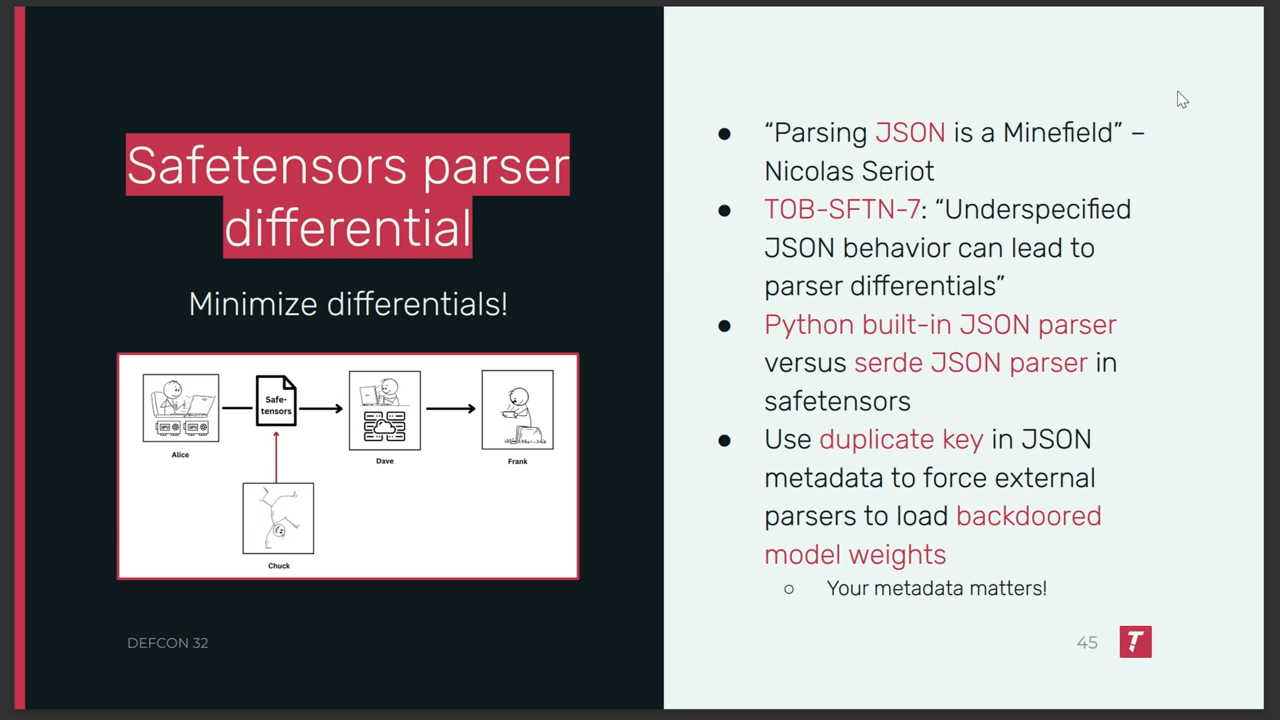 Safetensors parser
differential
Minimize differentials!
Safe-
tensors
Alice
Dave
Frank
Chuck
DEFCON 32
● “Parsing JSON is a Minefield” –
Nicolas Seriot
● TOB-SFTN-7: “Underspecified
JSON behavior can lead to
parser differentials”
● Python built-in JSON parser
versus serde JSON parser in
safetensors
● Use duplicate key in JSON
metadata to force external
parsers to load backdoored
model weights
○ Your metadata matters!
45